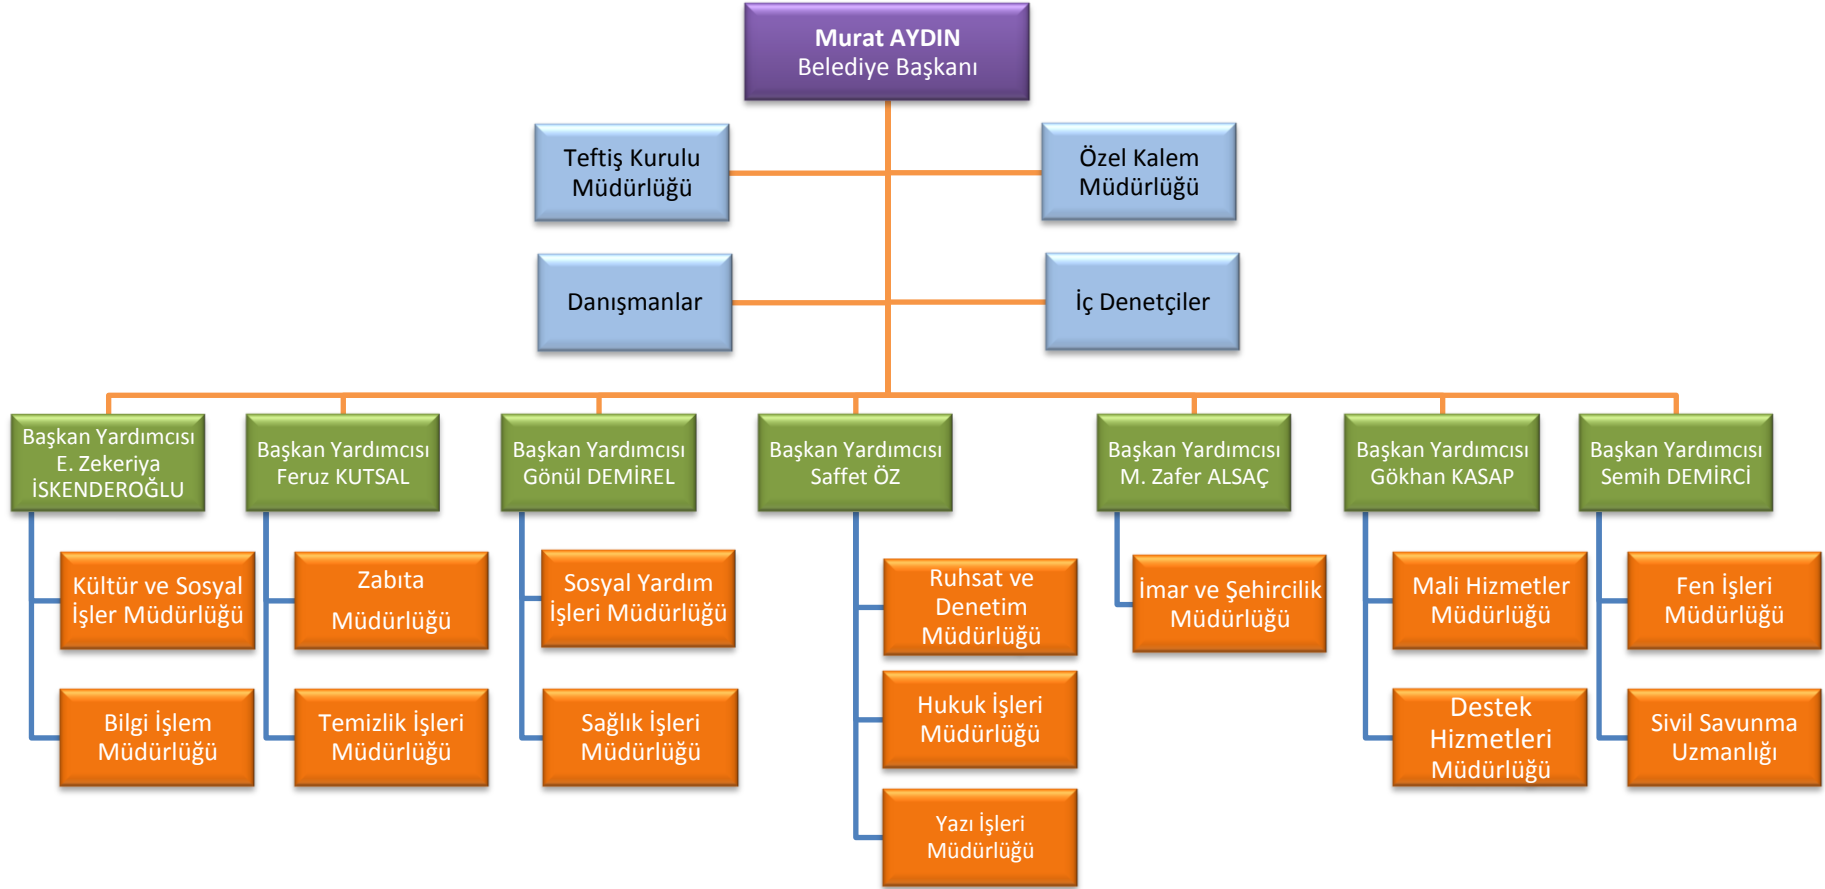 Murat AYDIN
Belediye Başkanı
Teftiş Kurulu
Müdürlüğü
Özel Kalem
Müdürlüğü
Danışmanlar
İç Denetçiler
Başkan Yardımcısı
E. Zekeriya
İSKENDEROĞLU
Başkan Yardımcısı
Feruz KUTSAL
Başkan Yardımcısı
Gönül DEMİREL
Başkan Yardımcısı
Saffet ÖZ
Başkan Yardımcısı
M. Zafer ALSAÇ
Başkan Yardımcısı
Gökhan KASAP
Başkan Yardımcısı
Semih DEMİRCİ
Kültür ve Sosyal
İşler Müdürlüğü
Zabıta
Müdürlüğü
Sosyal Yardım
İşleri Müdürlüğü
Ruhsat ve
Denetim
Müdürlüğü
İmar ve Şehircilik
Müdürlüğü
Mali Hizmetler
Müdürlüğü
Fen İşleri
Müdürlüğü
Bilgi İşlem
Müdürlüğü
Temizlik İşleri
Müdürlüğü
Sağlık İşleri
Müdürlüğü
Hukuk İşleri
Müdürlüğü
Destek
Hizmetleri
Müdürlüğü
Sivil Savunma
Uzmanlığı
Yazı İşleri
Müdürlüğü